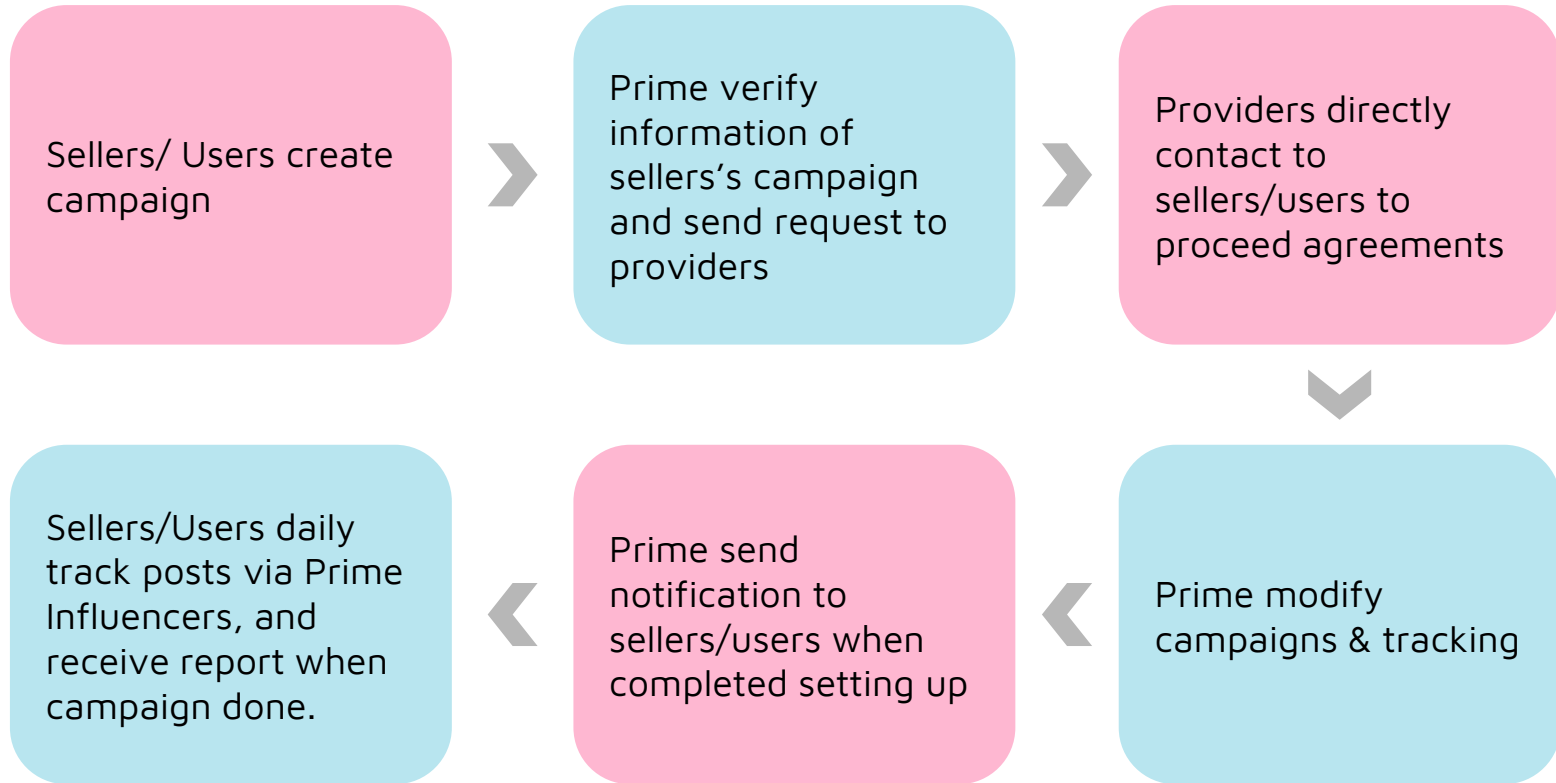 Sellers/ Users create
campaign
Prime verify
information of
sellers’s campaign
and send request to
providers
Providers directly
contact to
sellers/users to
proceed agreements
Prime modify
campaigns & tracking
Prime send
notification to
sellers/users when
completed setting up
Sellers/Users daily
track posts via Prime
Influencers, and
receive report when
campaign done.